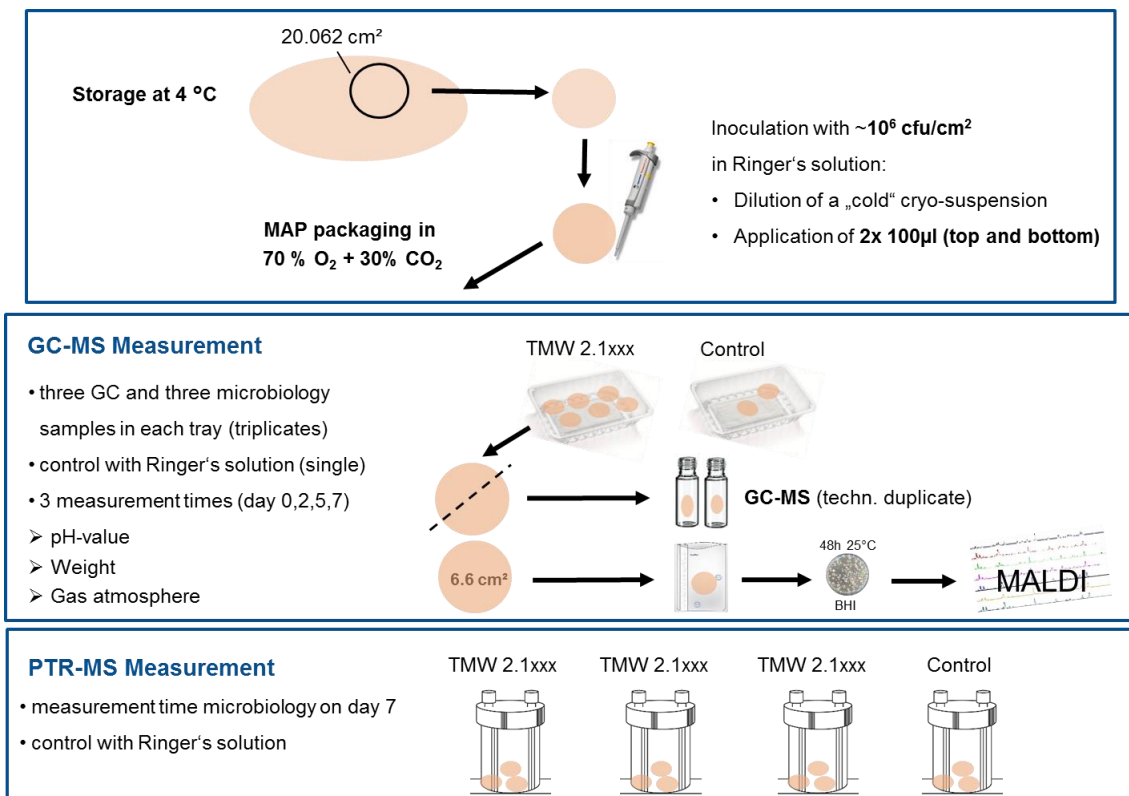 20.062 cm²
Storage at 4 °C
Inoculation with ~10⁶ cfu/cm²
in Ringer‘s solution:
• Dilution of a „cold“ cryo-suspension
• Application of 2x 100µl (top and bottom)
MAP packaging in
70 % O₂ + 30% CO₂
GC-MS Measurement
• three GC and three microbiology
samples in each tray (triplicates)
• control with Ringer‘s solution (single)
• 3 measurement times (day 0,2,5,7)
➢ pH-value
➢ Weight
➢ Gas atmosphere
TMW 2.1xxx
Control
GC-MS (techn. duplicate)
6.6 cm²
48h 25°C
BHI
MALDI
PTR-MS Measurement
• measurement time microbiology on day 7
• control with Ringer‘s solution
TMW 2.1xxx
TMW 2.1xxx
TMW 2.1xxx
Control